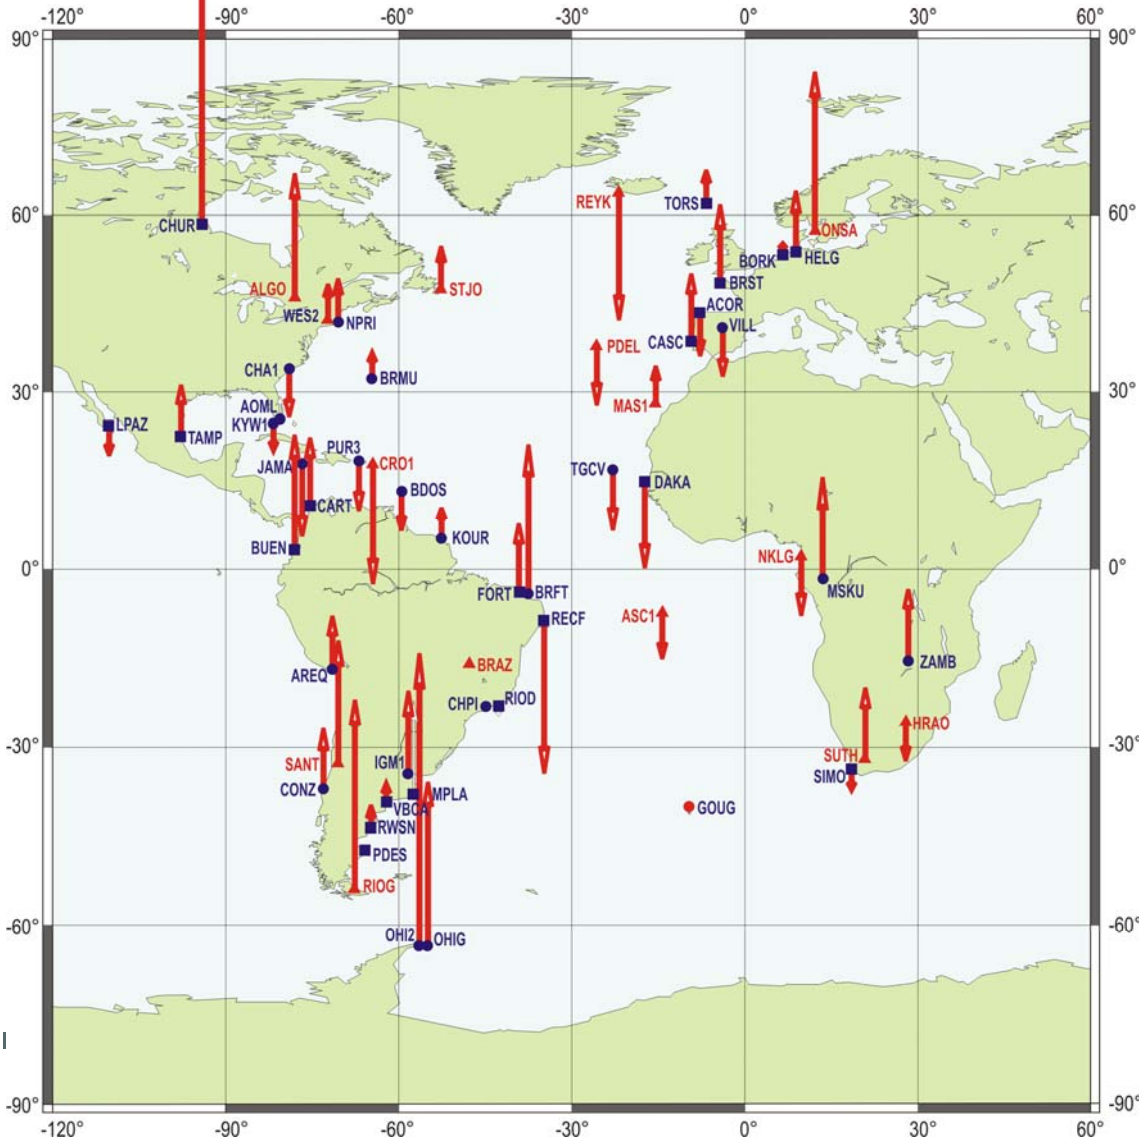 -120° -90° -60° -30° 0° 30° 60°
90° 90°
REYK TORS
60° CHUR 60°
ONSA
BORK HELG
ALGO STJO BRST
WES2 NPRI ACOR
CASC VILL
PDEL
CHA1 BRMU
30° MAS1 30°
AOML
LPAZ KYW1
TAMP
PUR3
JAMA CRO1 TGCV
BDOS DAKA
CART
KOUR
BUEN NKLG
0° 0°
FORT BRFT MSKU
RECF ASC1
BRAZ ZAMB
AREQ
CHPI RIOD
HRAO
-30° -30°
SANT IGM1 SUTH
CONZ MPLA SIMO
VBCA GOUG
RWSN
PDES
RIOG
-60° -60°
OHI2 OHIG
-90° -90°
-120° -90° -60° -30° 0° 30° 60°